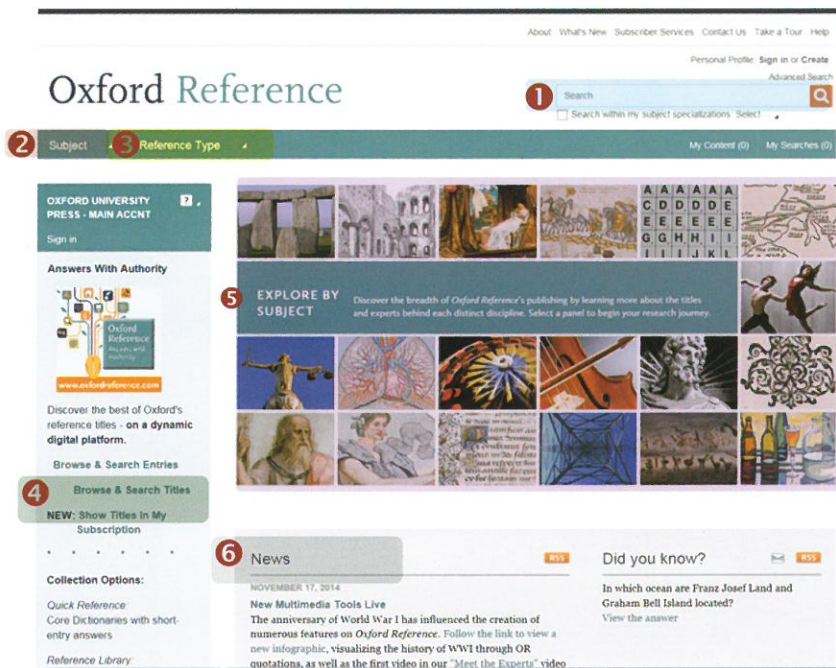 About What's New Subscriber Services Contact Us Take a Tour Help
Personal Profile Sign in or Create
Advanced Search
Oxford Reference
1 Search
Search within my subject specializations: Select
2 Subject 3 Reference Type My Content (0) My Searches (0)
OXFORD UNIVERSITY
PRESS - MAIN ACCNT
?
Sign in
Answers With Authority
Oxford
Reference
www.oxfordreference.com
Discover the best of Oxford's
reference titles - on a dynamic
digital platform.
Browse & Search Entries
4 Browse & Search Titles
NEW: Show Titles In My
Subscription
Collection Options:
Quick Reference:
Core Dictionaries with short-
entry answers
Reference Library:
A A A A A A
C D D D D E
E E E E E
G G H H I I
I I I J K L
5 EXPLORE BY
SUBJECT
Discover the breadth of Oxford Reference's publishing by learning more about the titles
and experts behind each distinct discipline. Select a panel to begin your research journey.
6 News RSS
NOVEMBER 17, 2014
New Multimedia Tools Live
The anniversary of World War I has influenced the creation of
numerous features on Oxford Reference. Follow the link to view a
new infographic, visualizing the history of WWI through OR
quotations, as well as the first video in our "Meet the Experts" video
Did you know? RSS
In which ocean are Franz Josef Land and
Graham Bell Island located?
View the answer